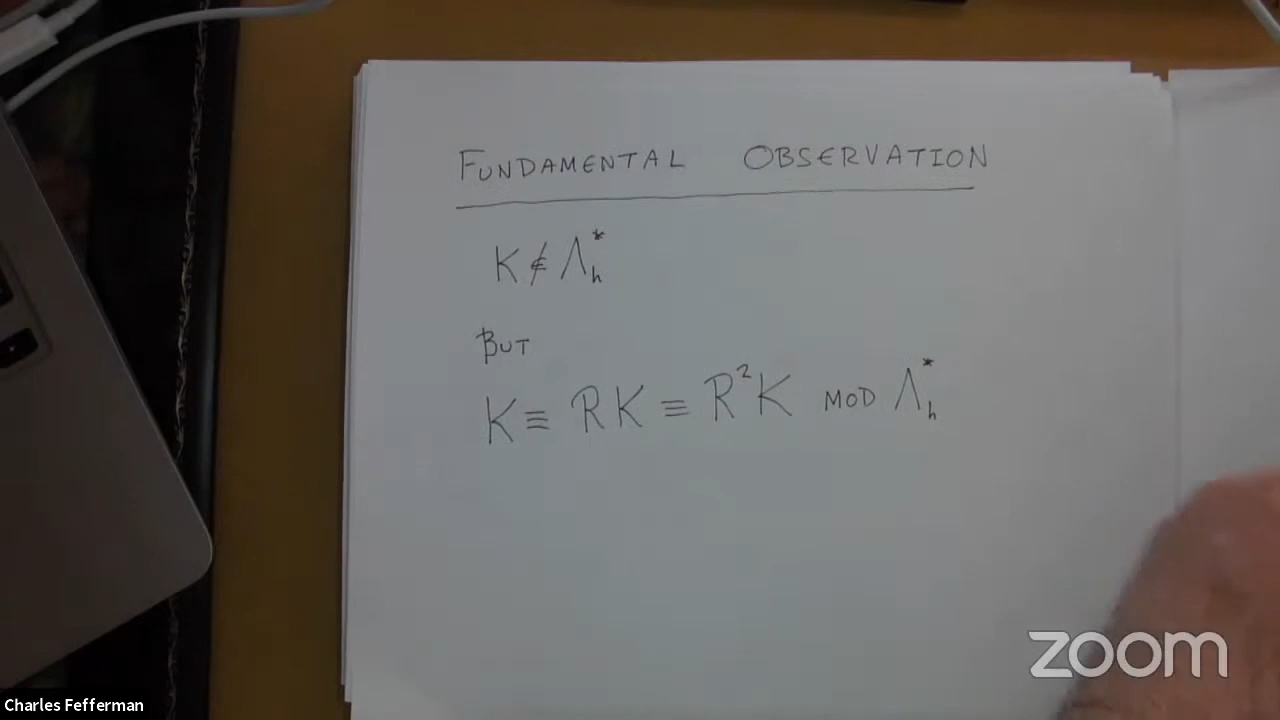 FUNDAMENTAL OBSERVATION
K ∉ Λ*h
BUT
K ≡ RK ≡ R²K MOD Λ*h
zoom
Charles Fefferman